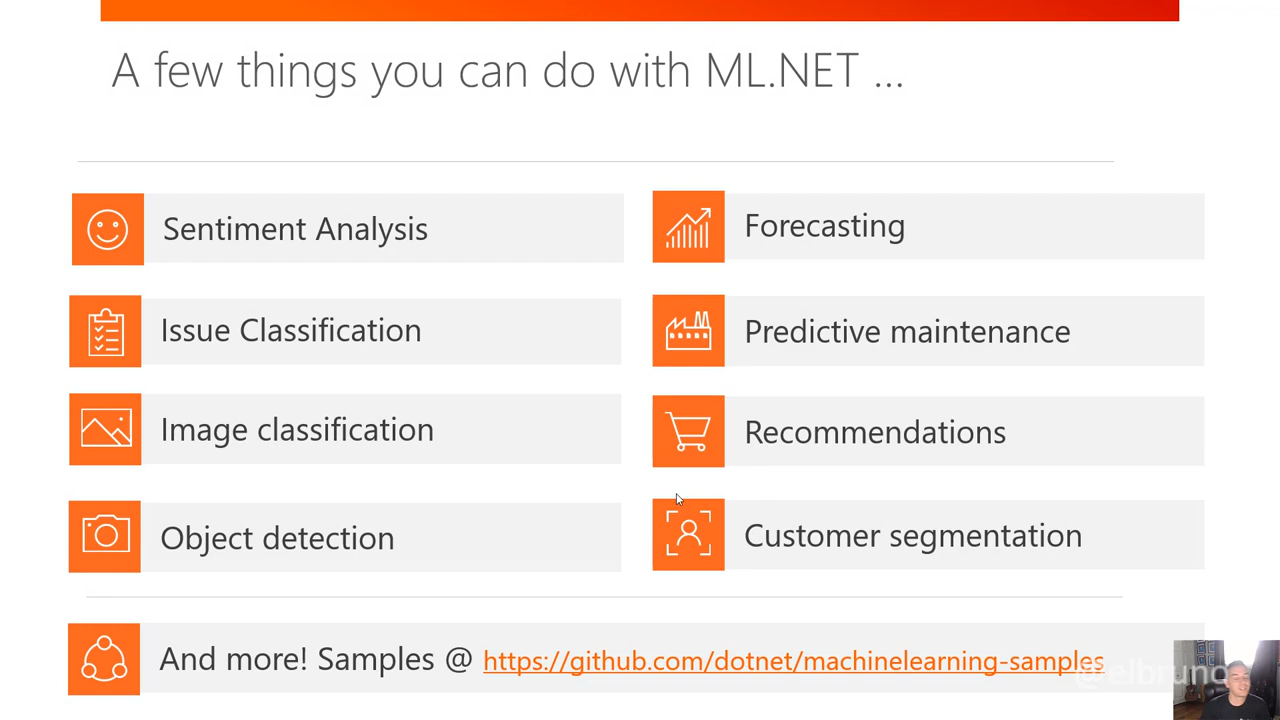 A few things you can do with ML.NET ...
Sentiment Analysis
Forecasting
Issue Classification
Predictive maintenance
Image classification
Recommendations
Object detection
Customer segmentation
And more! Samples @ https://github.com/dotnet/machinelearning-samples
@elbruno